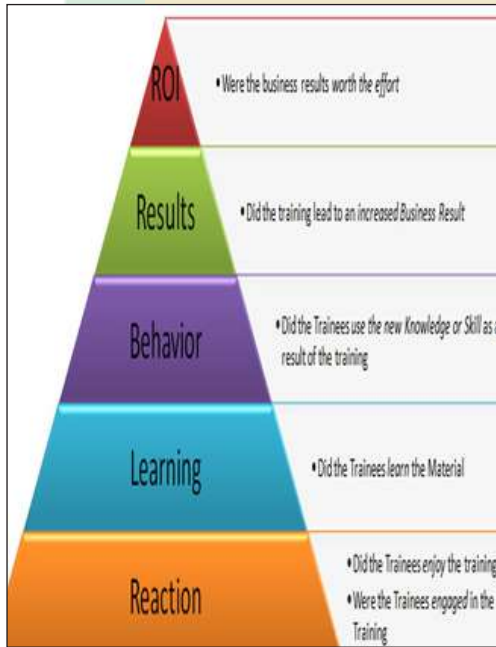 ROI
• Were the business results worth the effort
Results
• Did the training lead to an increased Business Result
Behavior
• Did the Trainees use the new Knowledge or Skill as a
result of the training
Learning
• Did the Trainees learn the Material
Reaction
• Did the Trainees enjoy the training
• Were the Trainees engaged in the
Training